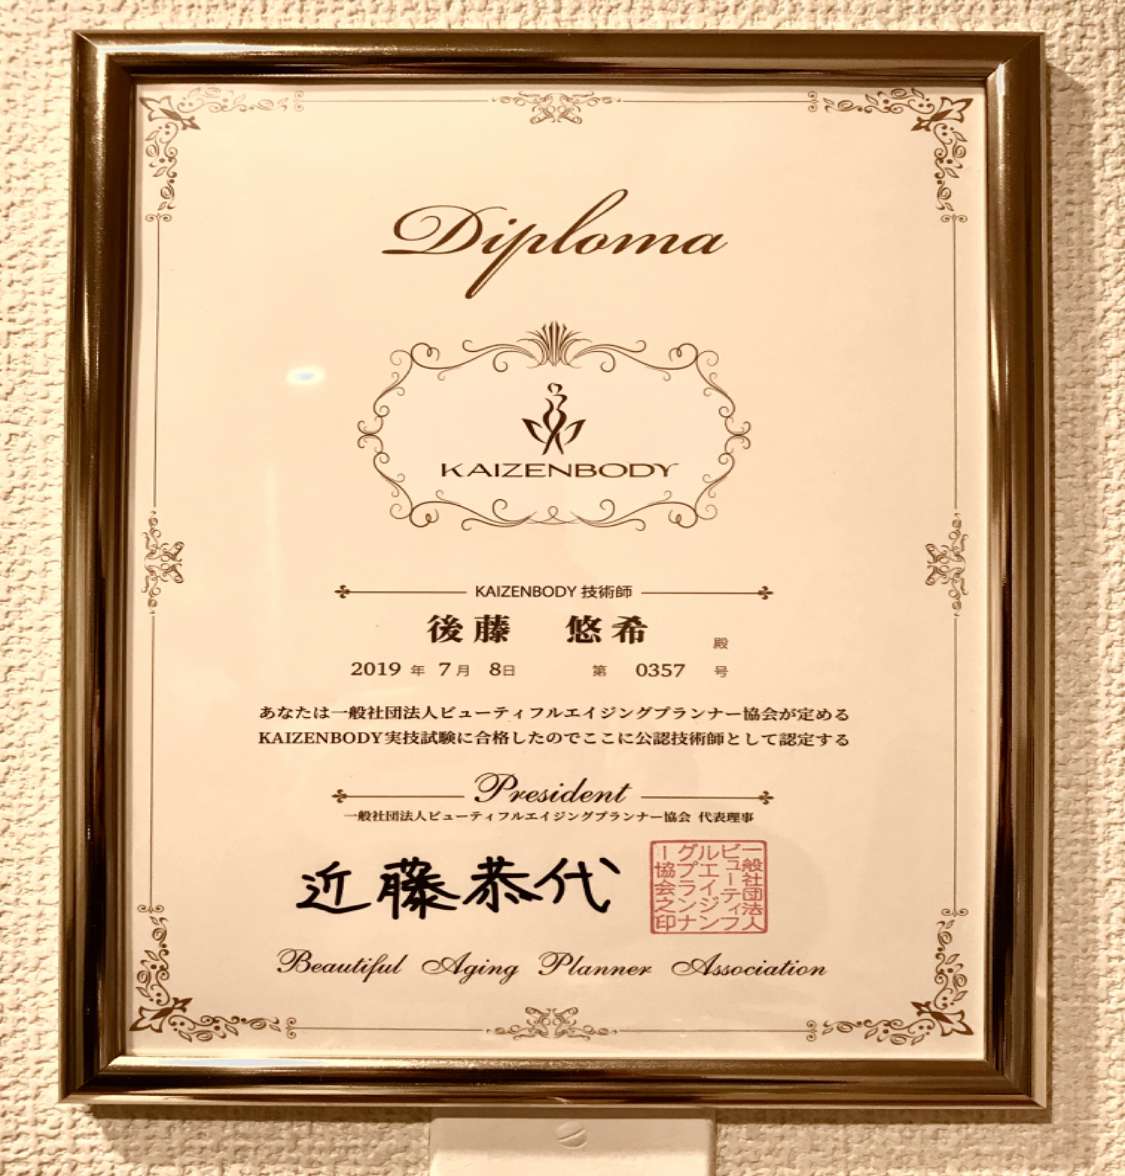 Diploma
KAIZENBODY
KAIZENBODY 技術師
後藤 悠希 殿
2019 年 7 月 8日 第 0357 号
あなたは一般社団法人ビューティフルエイジングプランナー協会が定める
KAIZENBODY実技試験に合格したのでここに公認技術師として認定する
President
一般社団法人ビューティフルエイジングプランナー協会 代表理事
近藤恭代
一般社団法人
ビューティフ
ルエイジン
グプランナ
ー協会之印
Beautiful Aging Planner Association